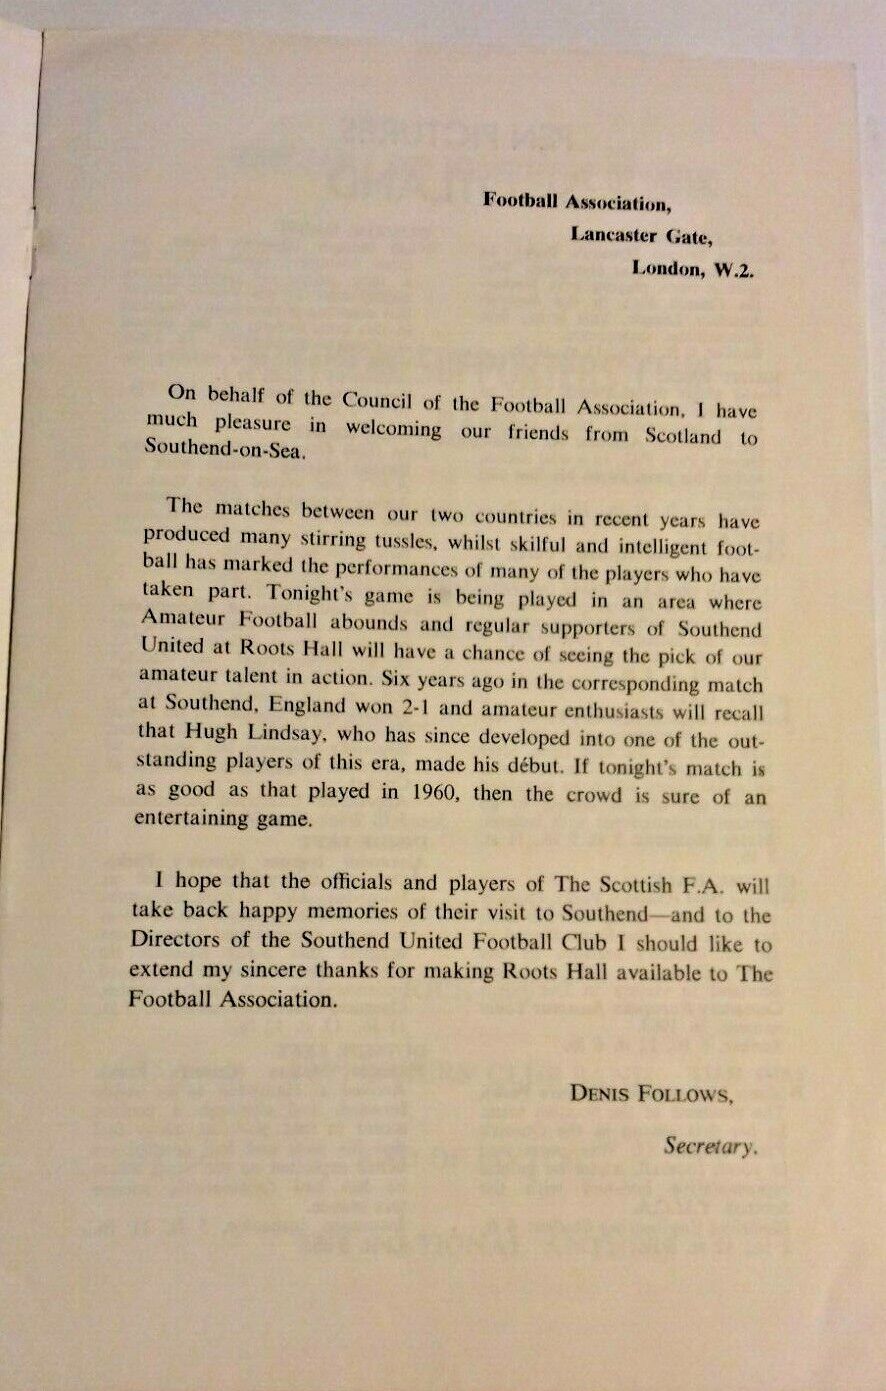 Football Association,
Lancaster Gate,
London, W.2.
On behalf of the Council of the Football Association, I have
much pleasure in welcoming our friends from Scotland to
Southend-on-Sea.
The matches between our two countries in recent years have
produced many stirring tussles, whilst skilful and intelligent foot-
ball has marked the performances of many of the players who have
taken part. Tonight's game is being played in an area where
Amateur Football abounds and regular supporters of Southend
United at Roots Hall will have a chance of seeing the pick of our
amateur talent in action. Six years ago in the corresponding match
at Southend, England won 2-1 and amateur enthusiasts will recall
that Hugh Lindsay, who has since developed into one of the out-
standing players of this era, made his début. If tonight's match is
as good as that played in 1960, then the crowd is sure of an
entertaining game.
I hope that the officials and players of The Scottish F.A. will
take back happy memories of their visit to Southend—and to the
Directors of the Southend United Football Club I should like to
extend my sincere thanks for making Roots Hall available to The
Football Association.
DENIS FOLLOWS,
Secretary.